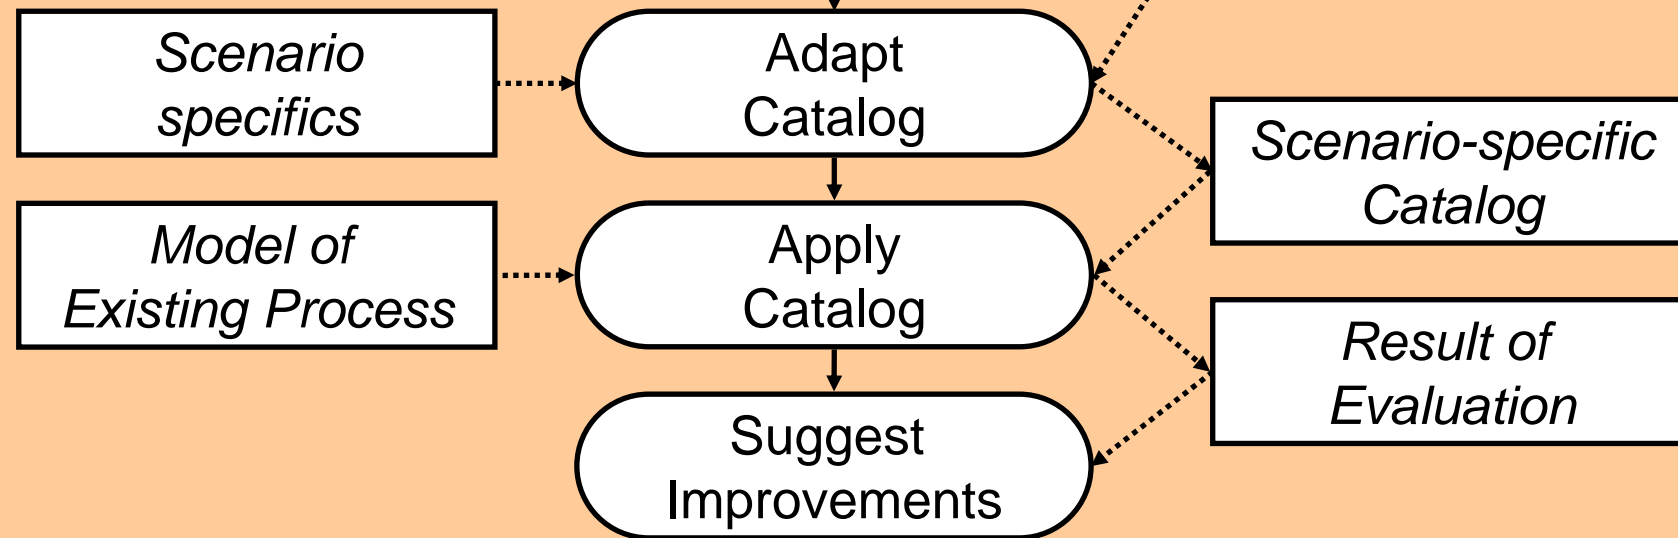 Scenario
specifics
Adapt
Catalog
Scenario-specific
Catalog
Model of
Existing Process
Apply
Catalog
Result of
Evaluation
Suggest
Improvements